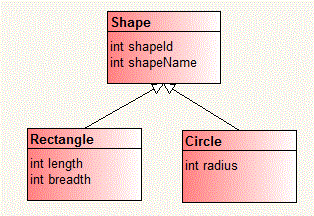 Shape
int shapeId
int shapeName
Rectangle
int length
int breadth
Circle
int radius